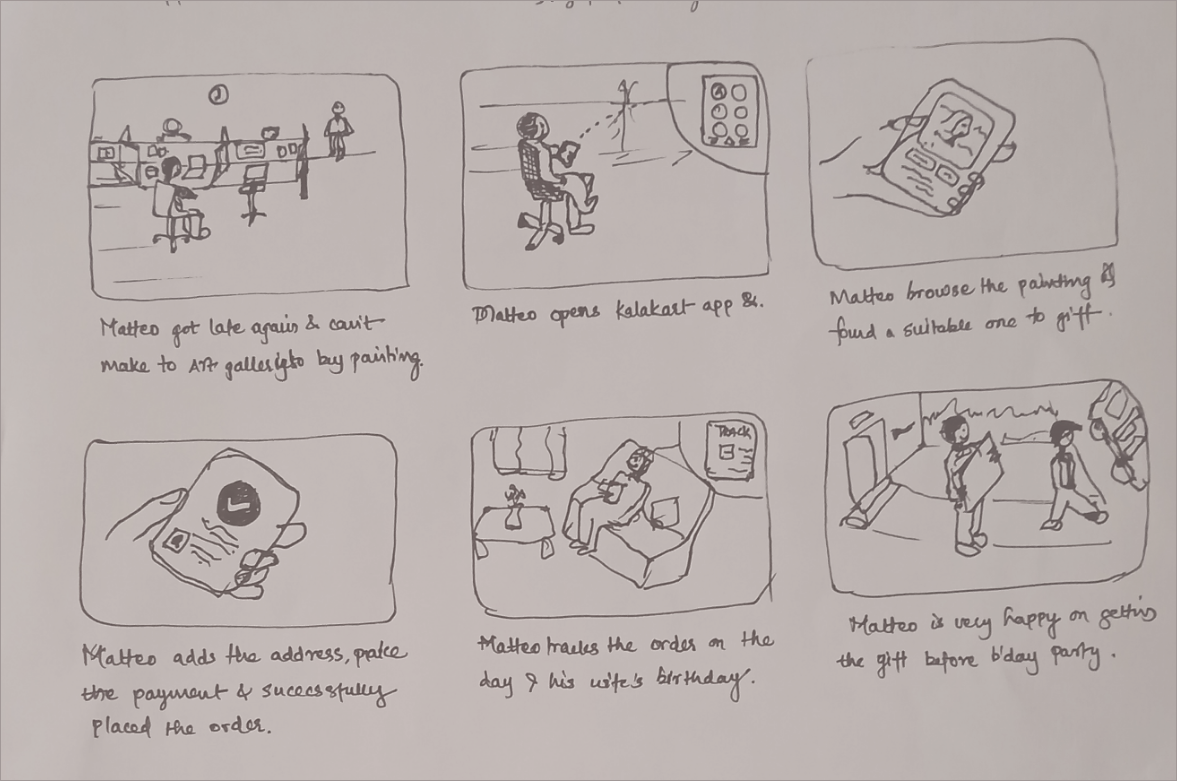 Matteo got late again & can't
make to Art gallery to buy painting.
Matteo opens Kalakart app &.
Matteo browse the painting &
found a suitable one to gift.
Matteo adds the address, make
the payment & successfully
placed the order.
TRACK
Matteo tracks the order on the
day of his wife's birthday.
Matteo is very happy on getting
the gift before b'day party.